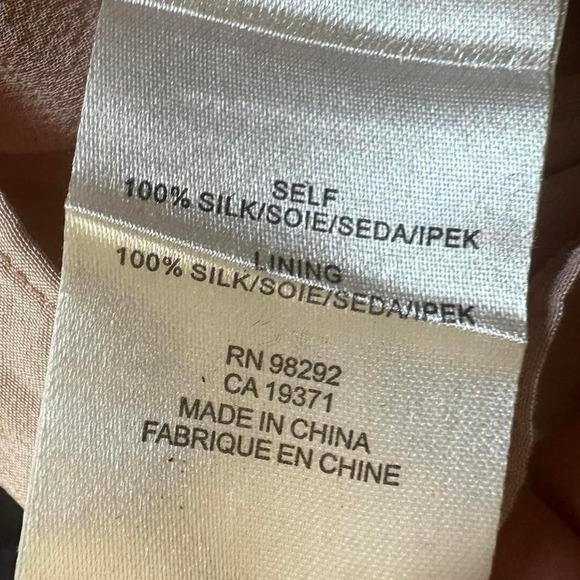 SELF
100% SILK/SOIE/SEDA/IPEK
LINING
100% SILK/SOIE/SEDA/IPEK
RN 98292
CA 19371
MADE IN CHINA
FABRIQUE EN CHINE